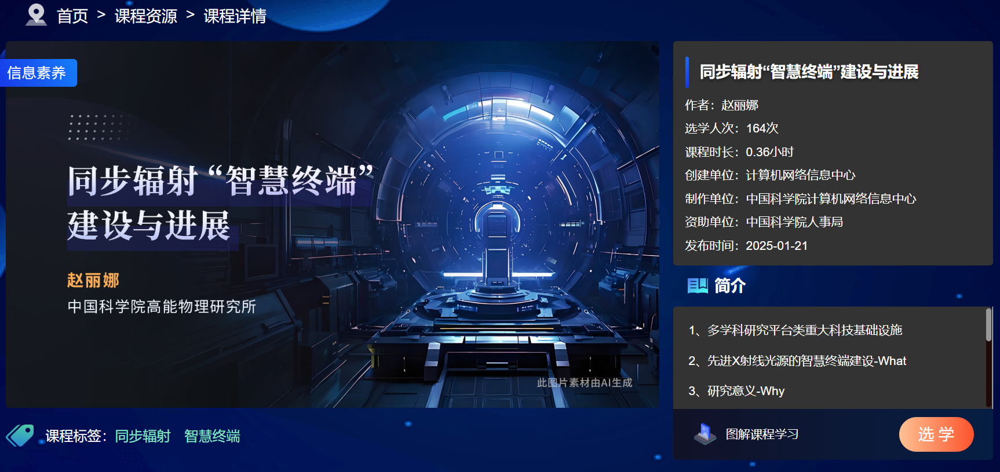 首页 > 课程资源 > 课程详情
信息素养
同步辐射“智慧终端”
建设与进展
赵丽娜
中国科学院高能物理研究所
此图片素材由AI生成
课程标签：同步辐射 智慧终端
同步辐射“智慧终端”建设与进展
作者：赵丽娜
选学人次：164次
课程时长：0.36小时
创建单位：计算机网络信息中心
制作单位：中国科学院计算机网络信息中心
资助单位：中国科学院人事局
发布时间：2025-01-21
简介
1、多学科研究平台类重大科技基础设施
2、先进X射线光源的智慧终端建设-What
3、研究意义-Why
图解课程学习
选 学